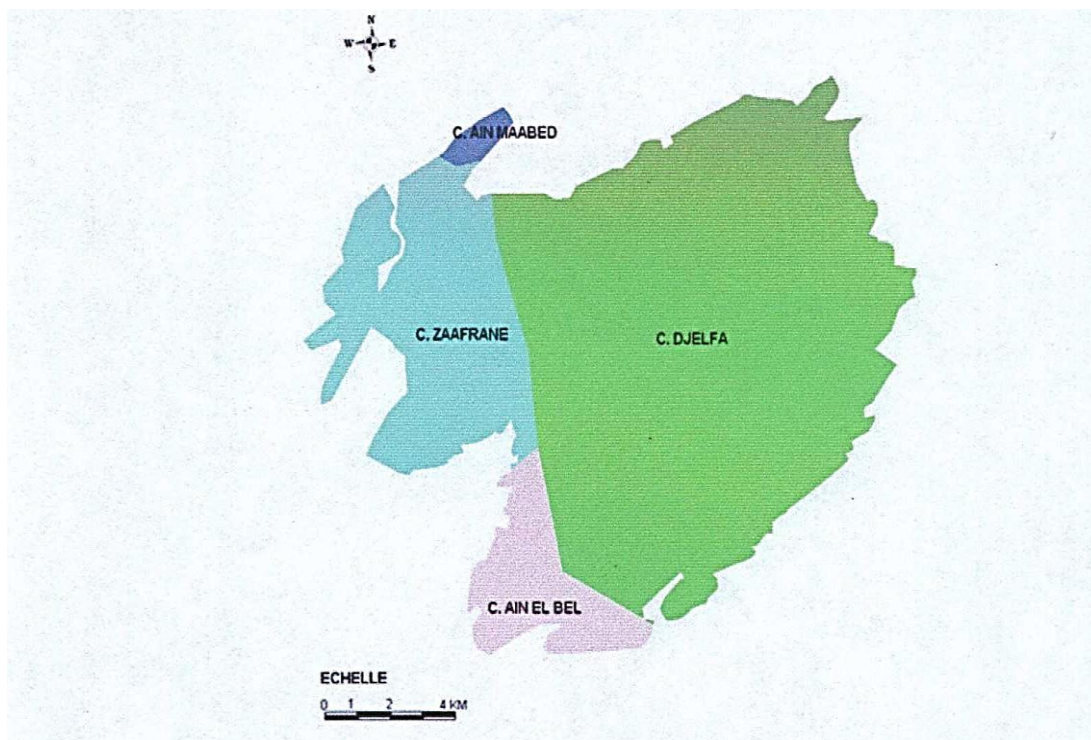 N
W E
S
C. AIN MAABED
C. ZAAFRANE
C. DJELFA
C. AIN EL BEL
ECHELLE
0 1 2 4 KM